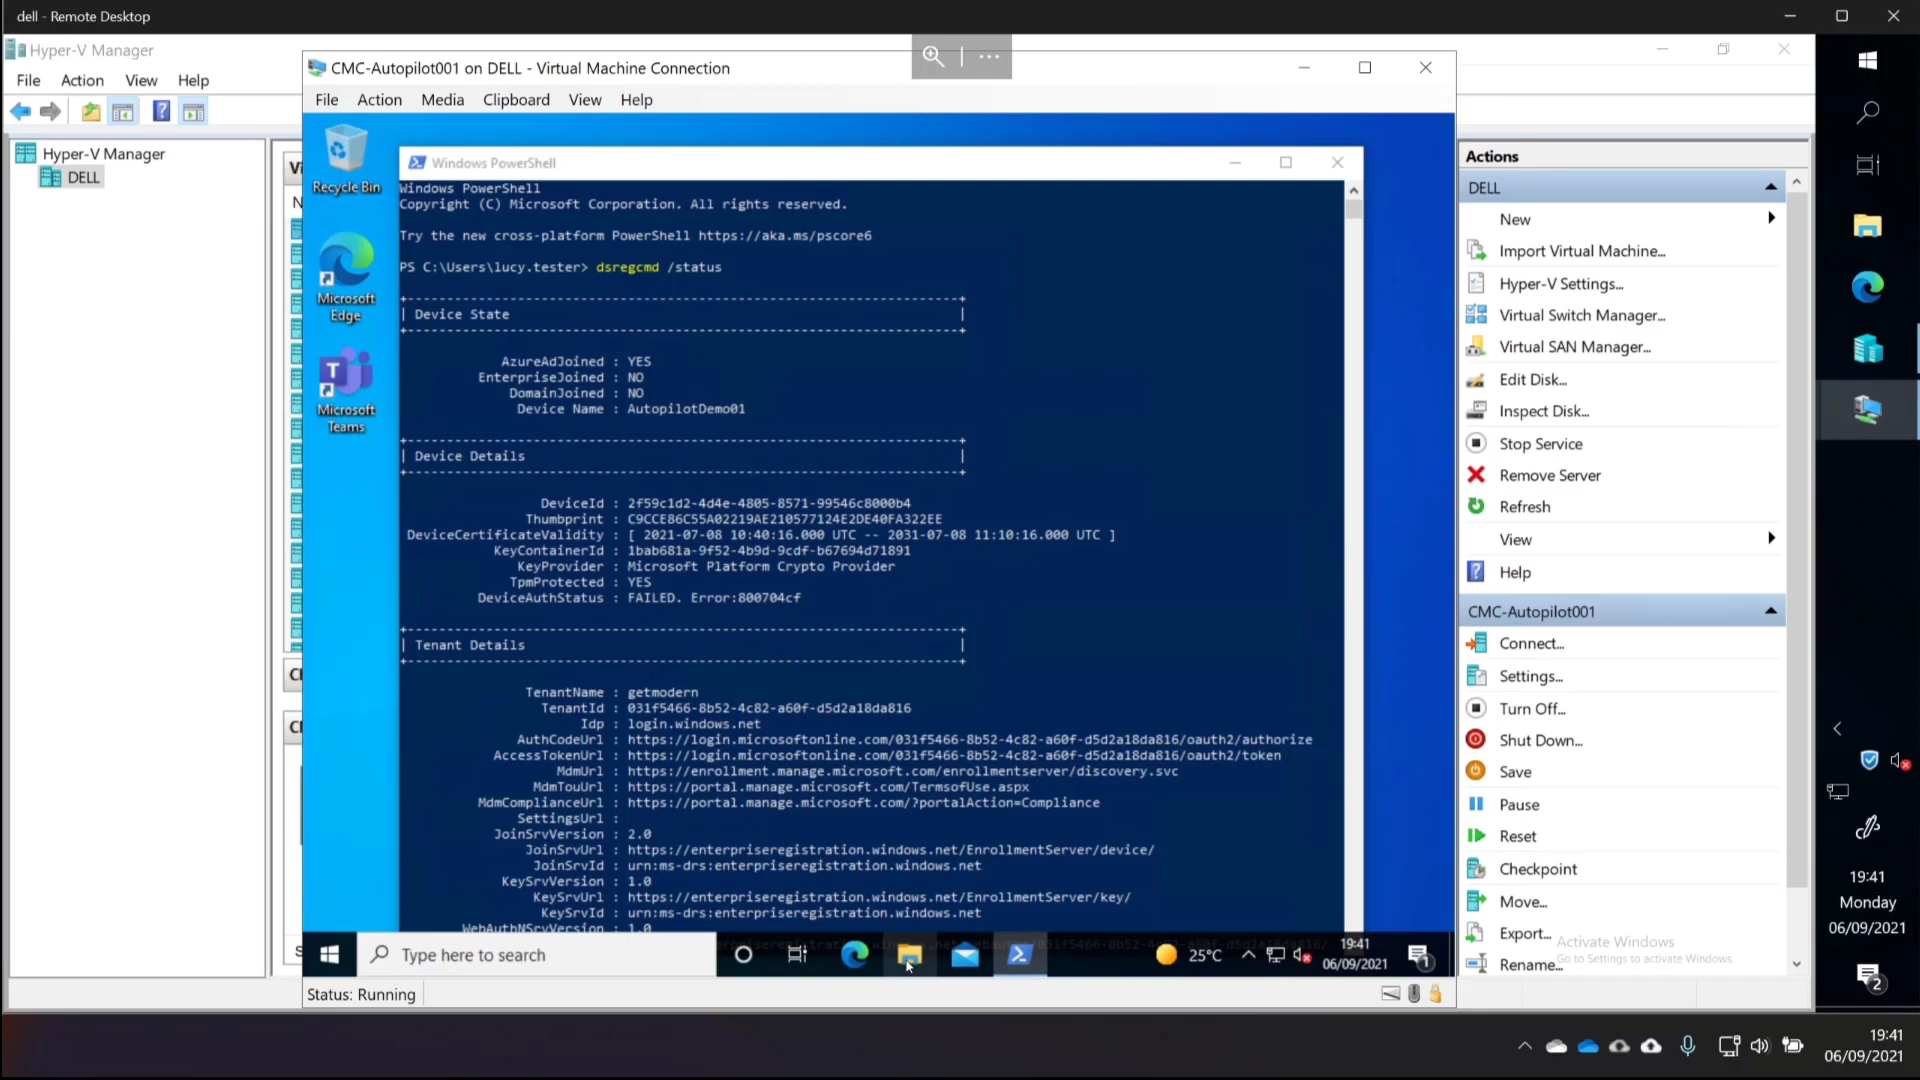 dell - Remote Desktop
Hyper-V Manager
File Action View Help
Hyper-V Manager
DELL
CMC-Autopilot001 on DELL - Virtual Machine Connection
File Action Media Clipboard View Help
Recycle Bin
Microsoft
Edge
Microsoft
Teams
Windows PowerShell
Windows PowerShell
Copyright (C) Microsoft Corporation. All rights reserved.
Try the new cross-platform PowerShell https://aka.ms/pscore6
PS C:\Users\lucy.tester> dsregcmd /status
+----------------------------------------------------------------------+
| Device State                                                         |
+----------------------------------------------------------------------+
AzureAdJoined : YES
EnterpriseJoined : NO
DomainJoined : NO
Device Name : AutopilotDemo01
+----------------------------------------------------------------------+
| Device Details                                                       |
+----------------------------------------------------------------------+
DeviceId : 2f59c1d2-4d4e-4805-8571-99546c8000b4
Thumbprint : C9CCE86C55A02219AE210577124E2DE40FA322EE
DeviceCertificateValidity : [ 2021-07-08 10:40:16.000 UTC -- 2031-07-08 11:10:16.000 UTC ]
KeyContainerId : 1bab681a-9f52-4b9d-9cdf-b67694d71891
KeyProvider : Microsoft Platform Crypto Provider
TpmProtected : YES
DeviceAuthStatus : FAILED. Error:800704cf
+----------------------------------------------------------------------+
| Tenant Details                                                       |
+----------------------------------------------------------------------+
TenantName : getmodern
TenantId : 031f5466-8b52-4c82-a60f-d5d2a18da816
Idp : login.windows.net
AuthCodeUrl : https://login.microsoftonline.com/031f5466-8b52-4c82-a60f-d5d2a18da816/oauth2/authorize
AccessTokenUrl : https://login.microsoftonline.com/031f5466-8b52-4c82-a60f-d5d2a18da816/oauth2/token
MdmUrl : https://enrollment.manage.microsoft.com/enrollmentserver/discovery.svc
MdmTouUrl : https://portal.manage.microsoft.com/TermsofUse.aspx
MdmComplianceUrl : https://portal.manage.microsoft.com/?portalAction=Compliance
SettingsUrl :
JoinSrvVersion : 2.0
JoinSrvUrl : https://enterpriseregistration.windows.net/EnrollmentServer/device/
JoinSrvId : urn:ms-drs:enterpriseregistration.windows.net
KeySrvVersion : 1.0
KeySrvUrl : https://enterpriseregistration.windows.net/EnrollmentServer/key/
KeySrvId : urn:ms-drs:enterpriseregistration.windows.net
WebAuthNSrvVersion : 1.0
Type here to search
25°C
19:41
06/09/2021
1
Status: Running
Actions
DELL
New
Import Virtual Machine...
Hyper-V Settings...
Virtual Switch Manager...
Virtual SAN Manager...
Edit Disk...
Inspect Disk...
Stop Service
Remove Server
Refresh
View
Help
CMC-Autopilot001
Connect...
Settings...
Turn Off...
Shut Down...
Save
Pause
Reset
Checkpoint
Move...
Export...
Rename...
Activate Windows
Go to Settings to activate Windows.
19:41
Monday
06/09/2021
2
19:41
06/09/2021